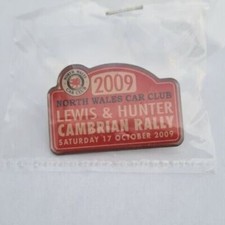 2009
NORTH WALES CAR CLUB
LEWIS & HUNTER
CAMBRIAN RALLY
SATURDAY 17 OCTOBER 2009